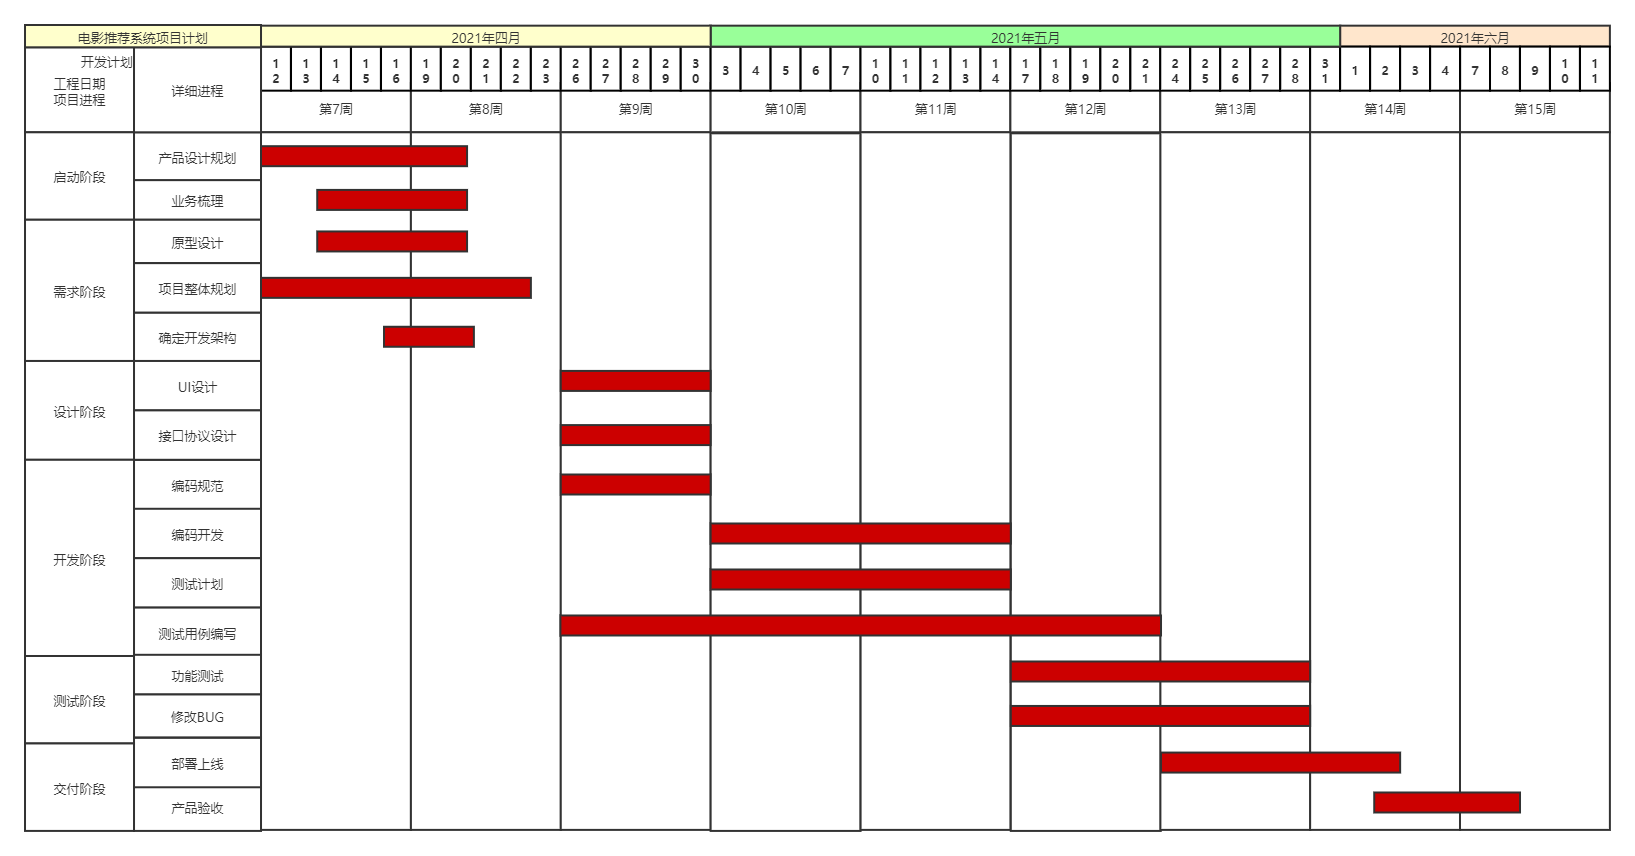 电影推荐系统项目计划 2021年四月 2021年五月 2021年六月
开发计划
工程日期
项目进程
详细进程
12 13 14 15 16 19 20 21 22 23 26 27 28 29 30 3 4 5 6 7 10 11 12 13 14 17 18 19 20 21 24 25 26 27 28 31 1 2 3 4 7 8 9 10 11
第7周 第8周 第9周 第10周 第11周 第12周 第13周 第14周 第15周
启动阶段
产品设计规划
业务梳理
需求阶段
原型设计
项目整体规划
确定开发架构
设计阶段
UI设计
接口协议设计
开发阶段
编码规范
编码开发
测试计划
测试用例编写
测试阶段
功能测试
修改BUG
交付阶段
部署上线
产品验收